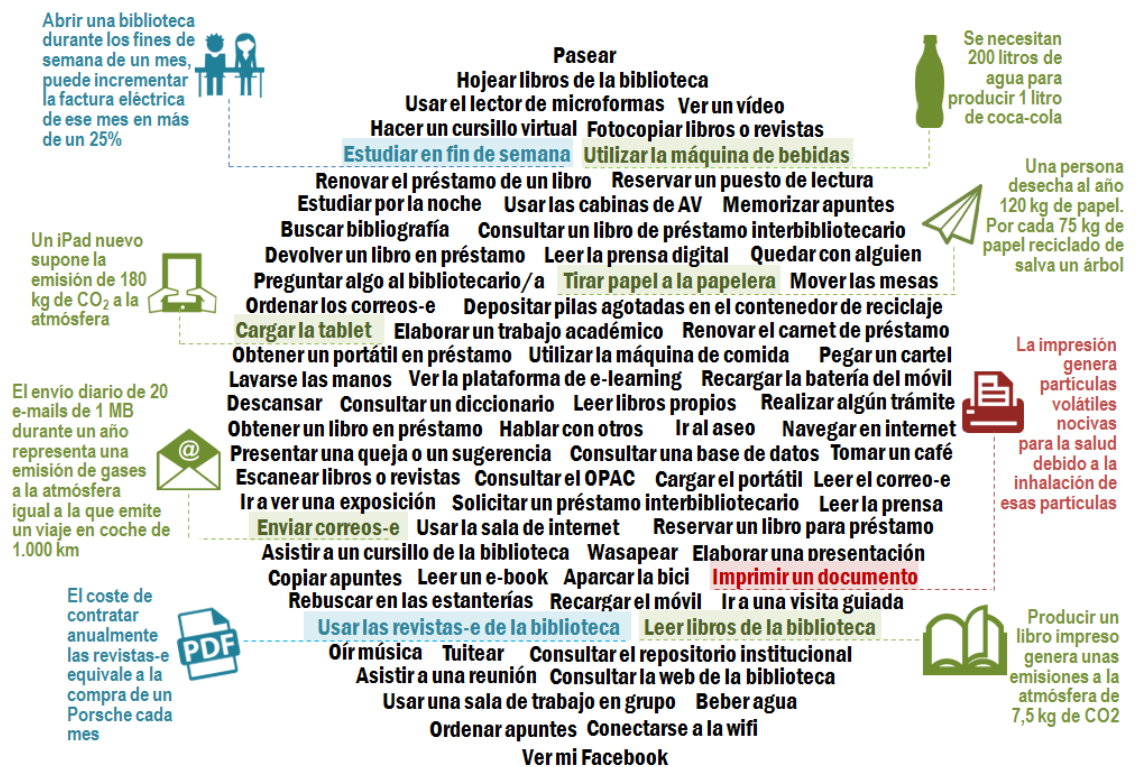 Abrir una biblioteca
durante los fines de
semana de un mes,
puede incrementar
la factura eléctrica
de ese mes en más
de un 25%
Se necesitan
200 litros de
agua para
producir 1 litro
de coca-cola
Una persona
desecha al año
120 kg de papel.
Por cada 75 kg de
papel reciclado de
salva un árbol
Un iPad nuevo
supone la
emisión de 180
kg de CO2 a la
atmósfera
La impresión
genera
partículas
volátiles
nocivas
para la salud
debido a la
inhalación de
esas partículas
El envío diario de 20
e-mails de 1 MB
durante un año
representa una
emisión de gases
a la atmósfera
igual a la que emite
un viaje en coche de
1.000 km
@
El coste de
contratar
anualmente
las revistas-e
equivale a la
compra de un
Porsche cada
mes
PDF
Producir un
libro impreso
genera unas
emisiones a la
atmósfera de
7,5 kg de CO2
Pasear
Hojear libros de la biblioteca
Usar el lector de microformas Ver un vídeo
Hacer un cursillo virtual Fotocopiar libros o revistas
Estudiar en fin de semana Utilizar la máquina de bebidas
Renovar el préstamo de un libro Reservar un puesto de lectura
Estudiar por la noche Usar las cabinas de AV Memorizar apuntes
Buscar bibliografía Consultar un libro de préstamo interbibliotecario
Devolver un libro en préstamo Leer la prensa digital Quedar con alguien
Preguntar algo al bibliotecario/a Tirar papel a la papelera Mover las mesas
Ordenar los correos-e Depositar pilas agotadas en el contenedor de reciclaje
Cargar la tablet Elaborar un trabajo académico Renovar el carnet de préstamo
Obtener un portátil en préstamo Utilizar la máquina de comida Pegar un cartel
Lavarse las manos Ver la plataforma de e-learning Recargar la batería del móvil
Descansar Consultar un diccionario Leer libros propios Realizar algún trámite
Obtener un libro en préstamo Hablar con otros Ir al aseo Navegar en internet
Presentar una queja o un sugerencia Consultar una base de datos Tomar un café
Escanear libros o revistas Consultar el OPAC Cargar el portátil Leer el correo-e
Ir a ver una exposición Solicitar un préstamo interbibliotecario Leer la prensa
Enviar correos-e Usar la sala de internet Reservar un libro para préstamo
Asistir a un cursillo de la biblioteca Wasapear Elaborar una presentación
Copiar apuntes Leer un e-book Aparcar la bici Imprimir un documento
Rebuscar en las estanterías Recargar el móvil Ir a una visita guiada
Usar las revistas-e de la biblioteca Leer libros de la biblioteca
Oír música Tuitear Consultar el repositorio institucional
Asistir a una reunión Consultar la web de la biblioteca
Usar una sala de trabajo en grupo Beber agua
Ordenar apuntes Conectarse a la wifi
Ver mi Facebook